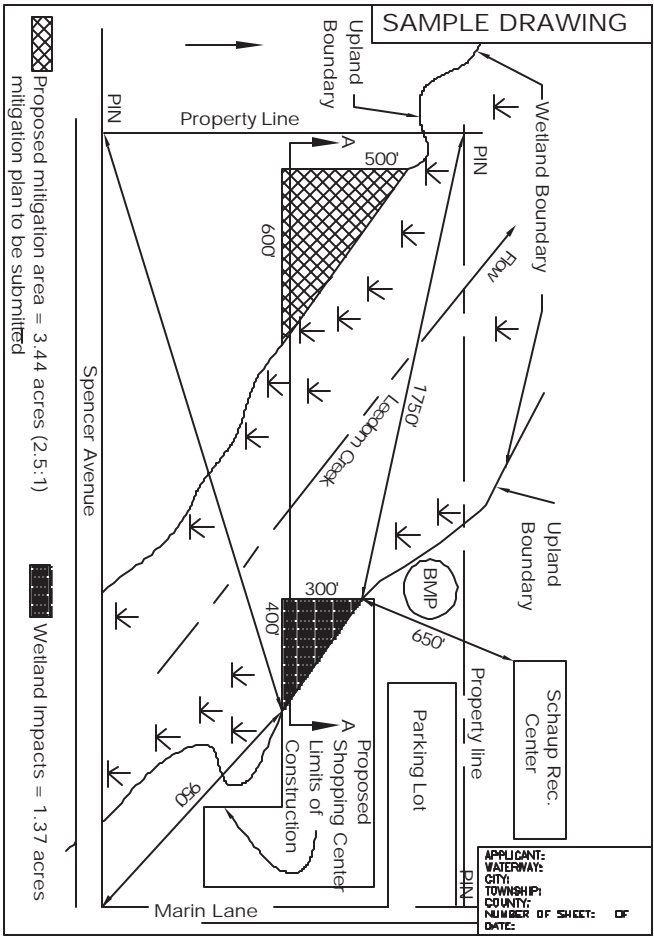 SAMPLE DRAWING
Upland
Boundary
Wetland Boundary
PIN
Property Line
PIN
A
500'
600'
Flow
1750'
Leedom Creek
Upland
Boundary
BMP
300'
400'
650'
Schaup Rec.
Center
Property line
Parking Lot
A
Proposed
Shopping Center
Limits of
Construction
950
PIN
Marin Lane
Spencer Avenue
Proposed mitigation area = 3.44 acres (2.5:1)
mitigation plan to be submitted
Wetland Impacts = 1.37 acres
APPLICANT:
WATERWAY:
CITY:
TOWNSHIP:
COUNTY:
NUMBER OF SHEET: OF
DATE: